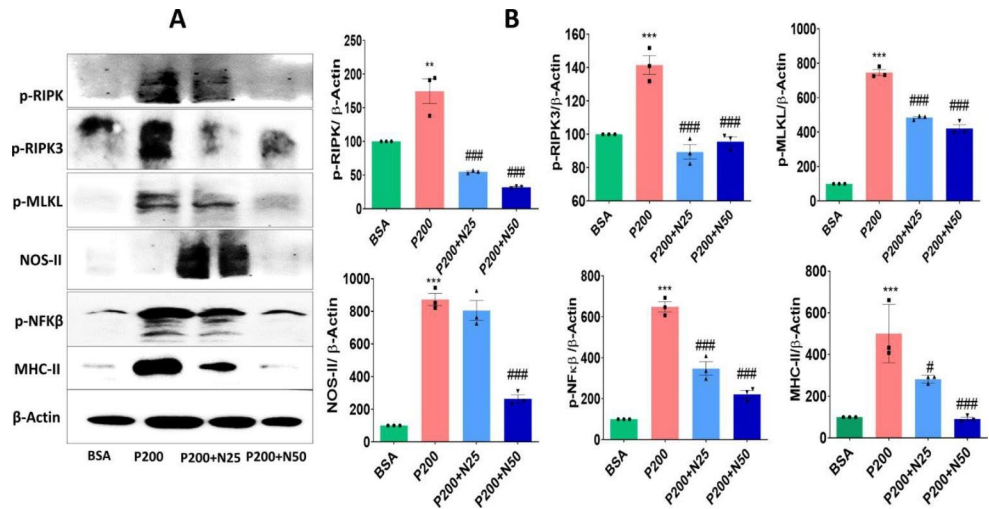 A
B
p-RIPK
p-RIPK3
p-MLKL
NOS-II
p-NFKβ
MHC-II
β-Actin
BSA P200 P200+N25 P200+N50
p-RIPK/ β-Actin
250
200
150
100
50
0
**
###
###
BSA
P200
P200+N25
P200+N50
p-RIPK3/β-Actin
160
140
120
100
80
60
***
###
###
BSA
P200
P200+N25
P200+N50
p-MLKL/β-Actin
1000
800
600
400
200
0
***
###
###
BSA
P200
P200+N25
P200+N50
NOS-II/ β-Actin
1000
800
600
400
200
0
***
###
BSA
P200
P200+N25
P200+N50
p-NFκβ /β-Actin
800
600
400
200
0
***
###
###
BSA
P200
P200+N25
P200+N50
MHC-II/β-Actin
800
600
400
200
0
***
#
###
BSA
P200
P200+N25
P200+N50